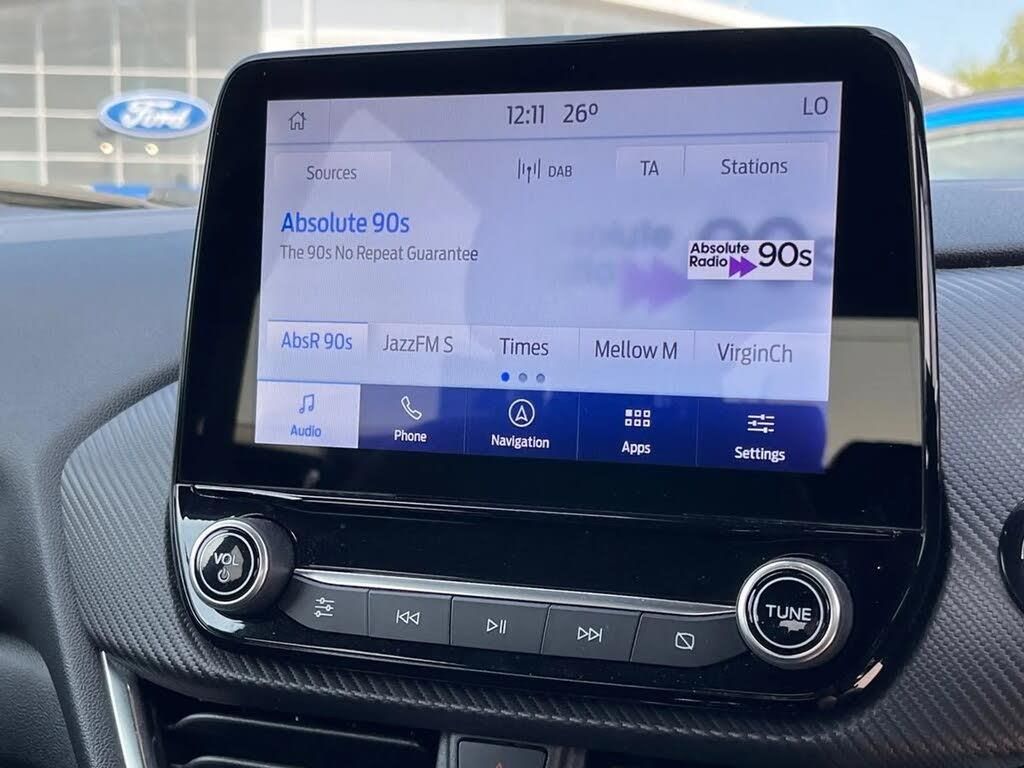 Ford
12:11 26º LO
Sources DAB TA Stations
Absolute 90s
The 90s No Repeat Guarantee
Absolute
Radio 90s
AbsR 90s JazzFM S Times Mellow M VirginCh
Audio Phone Navigation Apps Settings
VOL
TUNE